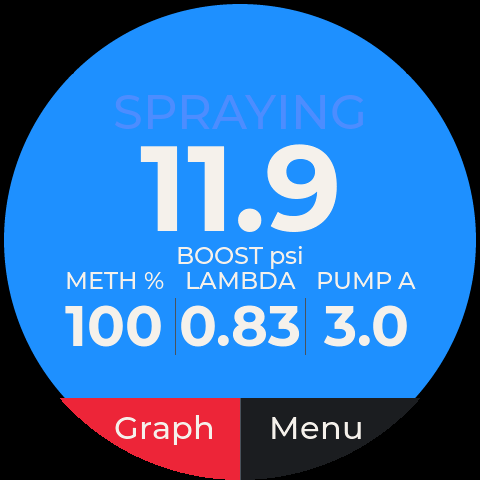 SPRAYING
11.9
BOOST psi
METH % LAMBDA PUMP A
100 0.83 3.0
Graph Menu